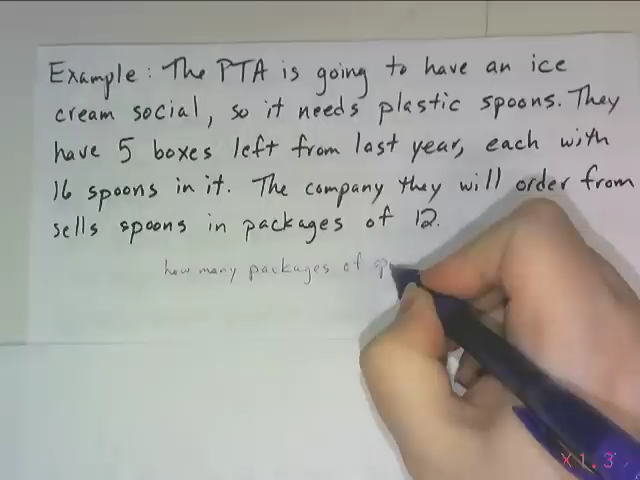 Example: The PTA is going to have an ice
cream social, so it needs plastic spoons. They
have 5 boxes left from last year, each with
16 spoons in it. The company they will order from
sells spoons in packages of 12.
how many packages of
X1.3